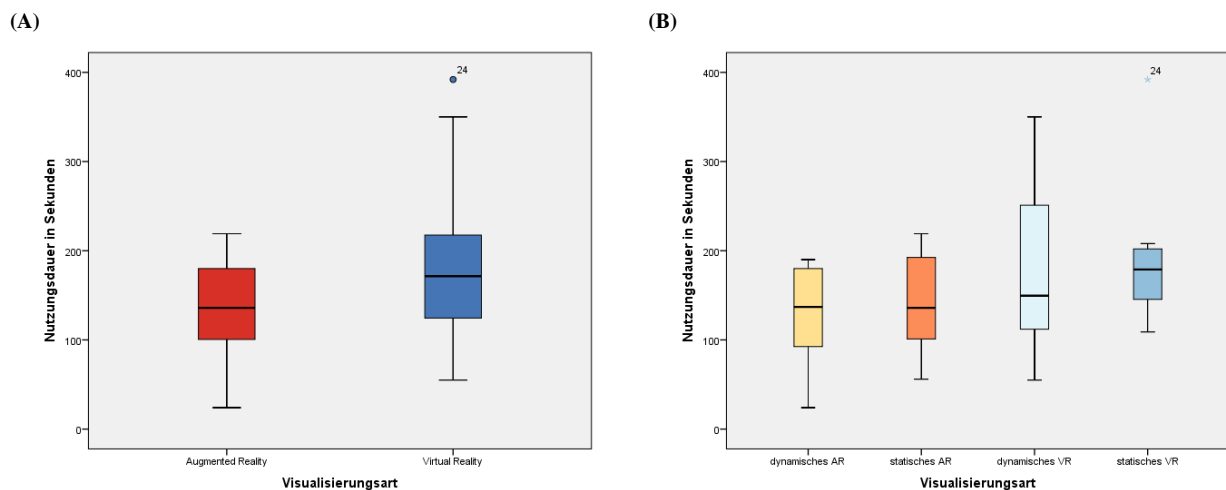 (A)
Nutzungsdauer in Sekunden
400
300
200
100
0
24
Augmented Reality
Virtual Reality
Visualisierungsart
(B)
Nutzungsdauer in Sekunden
400
300
200
100
0
24
dynamisches AR
statisches AR
dynamisches VR
statisches VR
Visualisierungsart